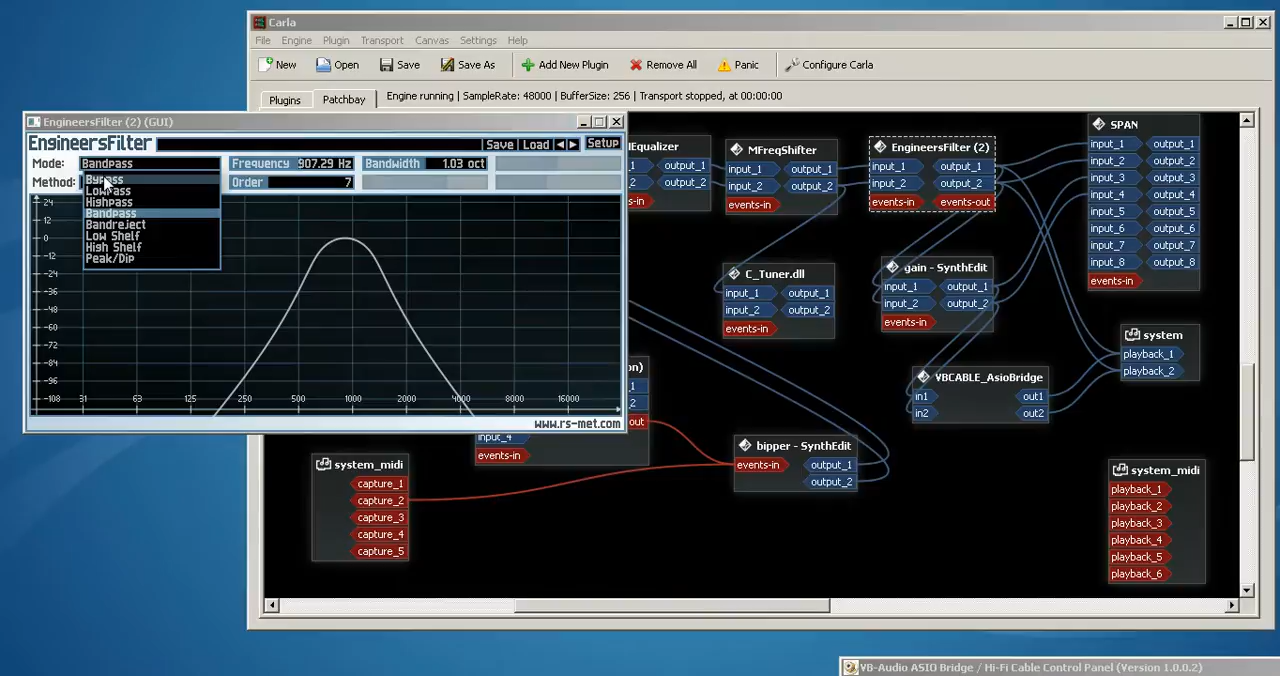 Carla
File Engine Plugin Transport Canvas Settings Help
New Open Save Save As Add New Plugin Remove All Panic Configure Carla
Plugins Patchbay Engine running | SampleRate: 48000 | BufferSize: 256 | Transport stopped, at 00:00:00
EngineersFilter (2) (GUI)
EngineersFilter Save Load Setup
Mode: Bandpass Frequency 907.29 Hz Bandwidth 1.03 oct
Method: Order 7
Bypass
Lowpass
Highpass
Bandpass
Bandreject
Low Shelf
High Shelf
Peak/Dip
24
12
0
-12
-24
-36
-48
-60
-72
-84
-96
-108 31 63 125 250 500 1000 2000 4000 8000 16000
www.rs-met.com
Equalizer
output_1
output_2
MFreqShifter
input_1 output_1
input_2 output_2
events-in
EngineersFilter (2)
input_1 output_1
input_2 output_2
events-in events-out
SPAN
input_1 output_1
input_2 output_2
input_3 output_3
input_4 output_4
input_5 output_5
input_6 output_6
input_7 output_7
input_8 output_8
events-in
C_Tuner.dll
input_1 output_1
input_2 output_2
events-in
gain - SynthEdit
input_1 output_1
input_2 output_2
events-in
system
playback_1
playback_2
VBCABLE_AsioBridge
in1 out1
in2 out2
input_4
events-in
bipper - SynthEdit
events-in output_1
output_2
system_midi
capture_1
capture_2
capture_3
capture_4
capture_5
system_midi
playback_1
playback_2
playback_3
playback_4
playback_5
playback_6
VB-Audio ASIO Bridge / Hi-Fi Cable Control Panel (Version 1.0.0.2)